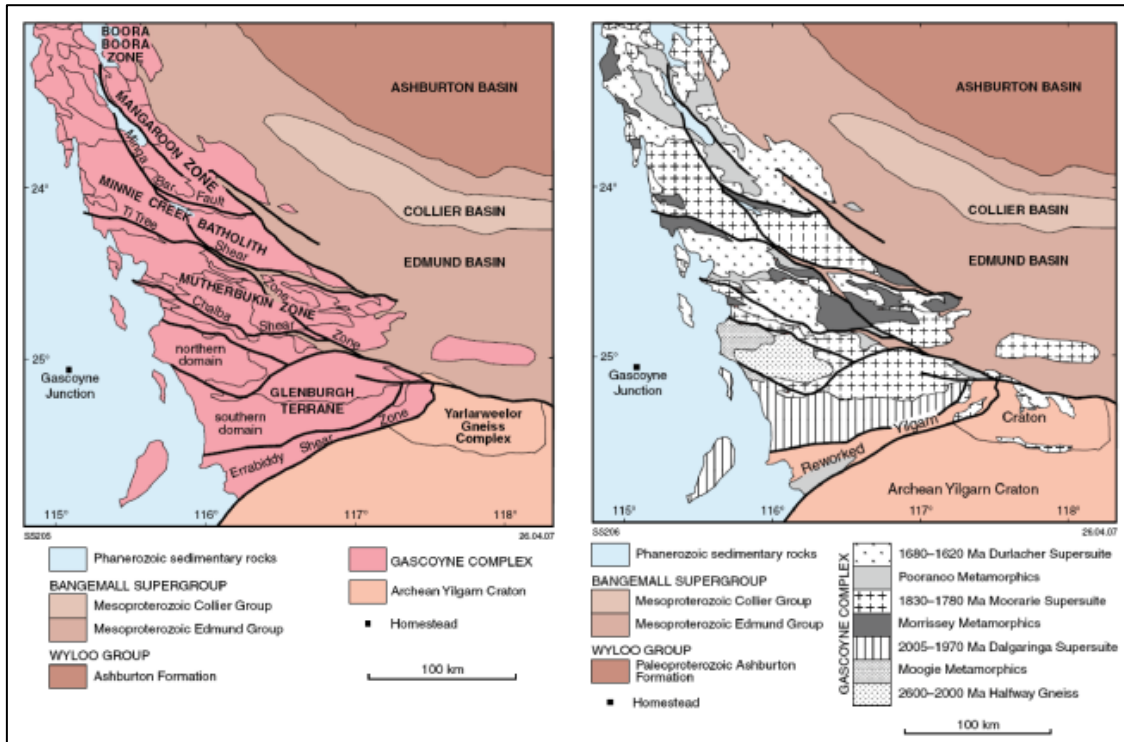 BOORA
BOORA
ZONE
MANGAROON ZONE
ASHBURTON BASIN
Minga Bar Fault
24°
MINNIE CREEK BATHOLITH
COLLIER BASIN
Ti Tree Shear Zone
EDMUND BASIN
MUTHERBUKIN ZONE
Chalba Shear Zone
northern
domain
25°
Gascoyne
Junction
GLENBURGH
TERRANE
southern
domain
Yarlarweelor
Gneiss
Complex
Errabiddy Shear Zone
115°
116°
117°
118°
SS205
26.04.07
Phanerozoic sedimentary rocks
BANGEMALL SUPERGROUP
Mesoproterozoic Collier Group
Mesoproterozoic Edmund Group
WYLOO GROUP
Ashburton Formation
GASCOYNE COMPLEX
Archean Yilgarn Craton
Homestead
100 km
ASHBURTON BASIN
24°
COLLIER BASIN
EDMUND BASIN
25°
Gascoyne
Junction
Reworked Yilgarn Craton
Archean Yilgarn Craton
115°
116°
117°
118°
SS206
26.04.07
Phanerozoic sedimentary rocks
BANGEMALL SUPERGROUP
Mesoproterozoic Collier Group
Mesoproterozoic Edmund Group
WYLOO GROUP
Paleoproterozoic Ashburton
Formation
Homestead
GASCOYNE COMPLEX
1680–1620 Ma Durlacher Supersuite
Pooranoo Metamorphics
1830–1780 Ma Moorarie Supersuite
Morrissey Metamorphics
2005–1970 Ma Dalgaringa Supersuite
Moogie Metamorphics
2600–2000 Ma Halfway Gneiss
100 km